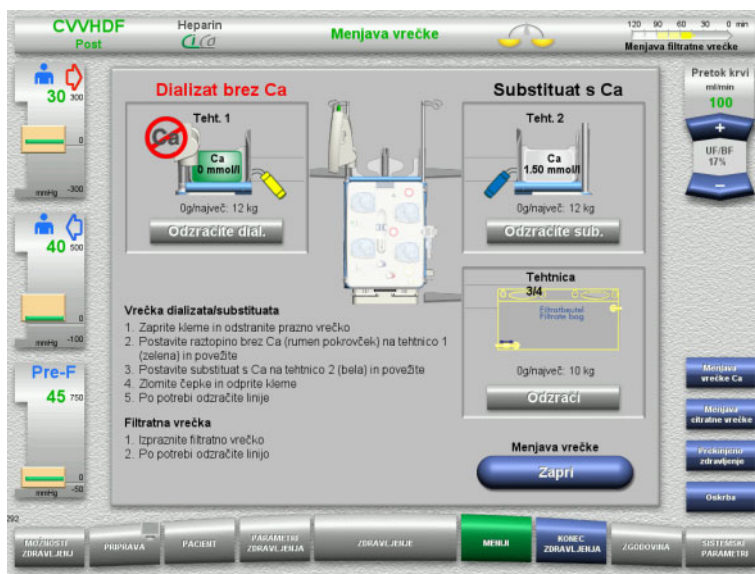 CVVHDF
Post
Heparin
Menjava vrečke
120 90 60 30 0 min
Menjava filtratne vrečke
30 300
0
mmHg -300
40 500
0
mmHg -100
Pre-F
45 750
0
mmHg -50
Dializat brez Ca
Teht. 1
Ca
Ca
0 mmol/l
0g/največ: 12 kg
Odzračite dial.
Substituat s Ca
Teht. 2
Ca
1.50 mmol/l
0g/največ: 12 kg
Odzračite sub.
Tehtnica
3/4
Filtratbeutel
Filtrate bag
0g/največ: 10 kg
Odzrači
Vrečka dializata/substituata
1. Zaprite kleme in odstranite prazno vrečko
2. Postavite raztopino brez Ca (rumen pokrovček) na tehtnico 1
(zelena) in povežite
3. Postavite substituat s Ca na tehtnico 2 (bela) in povežite
4. Zlomite čepke in odprite kleme
5. Po potrebi odzračite linije
Filtratna vrečka
1. Izpraznite filtratno vrečko
2. Po potrebi odzračite linijo
Menjava vrečke
Zapri
Pretok krvi
ml/min
100
+
UF/BF
17%
–
Menjava
vrečke Ca
Menjava
citratne vrečke
Prekinjeno
zdravljenje
Oskrba
292
MOŽNOSTI
ZDRAVLJENJ
PRIPRAVA
PACIENT
PARAMETRI
ZDRAVLJENJA
ZDRAVLJENJE
MENIJI
KONEC
ZDRAVLJENJA
ZGODOVINA
SISTEMSKI
PARAMETRI